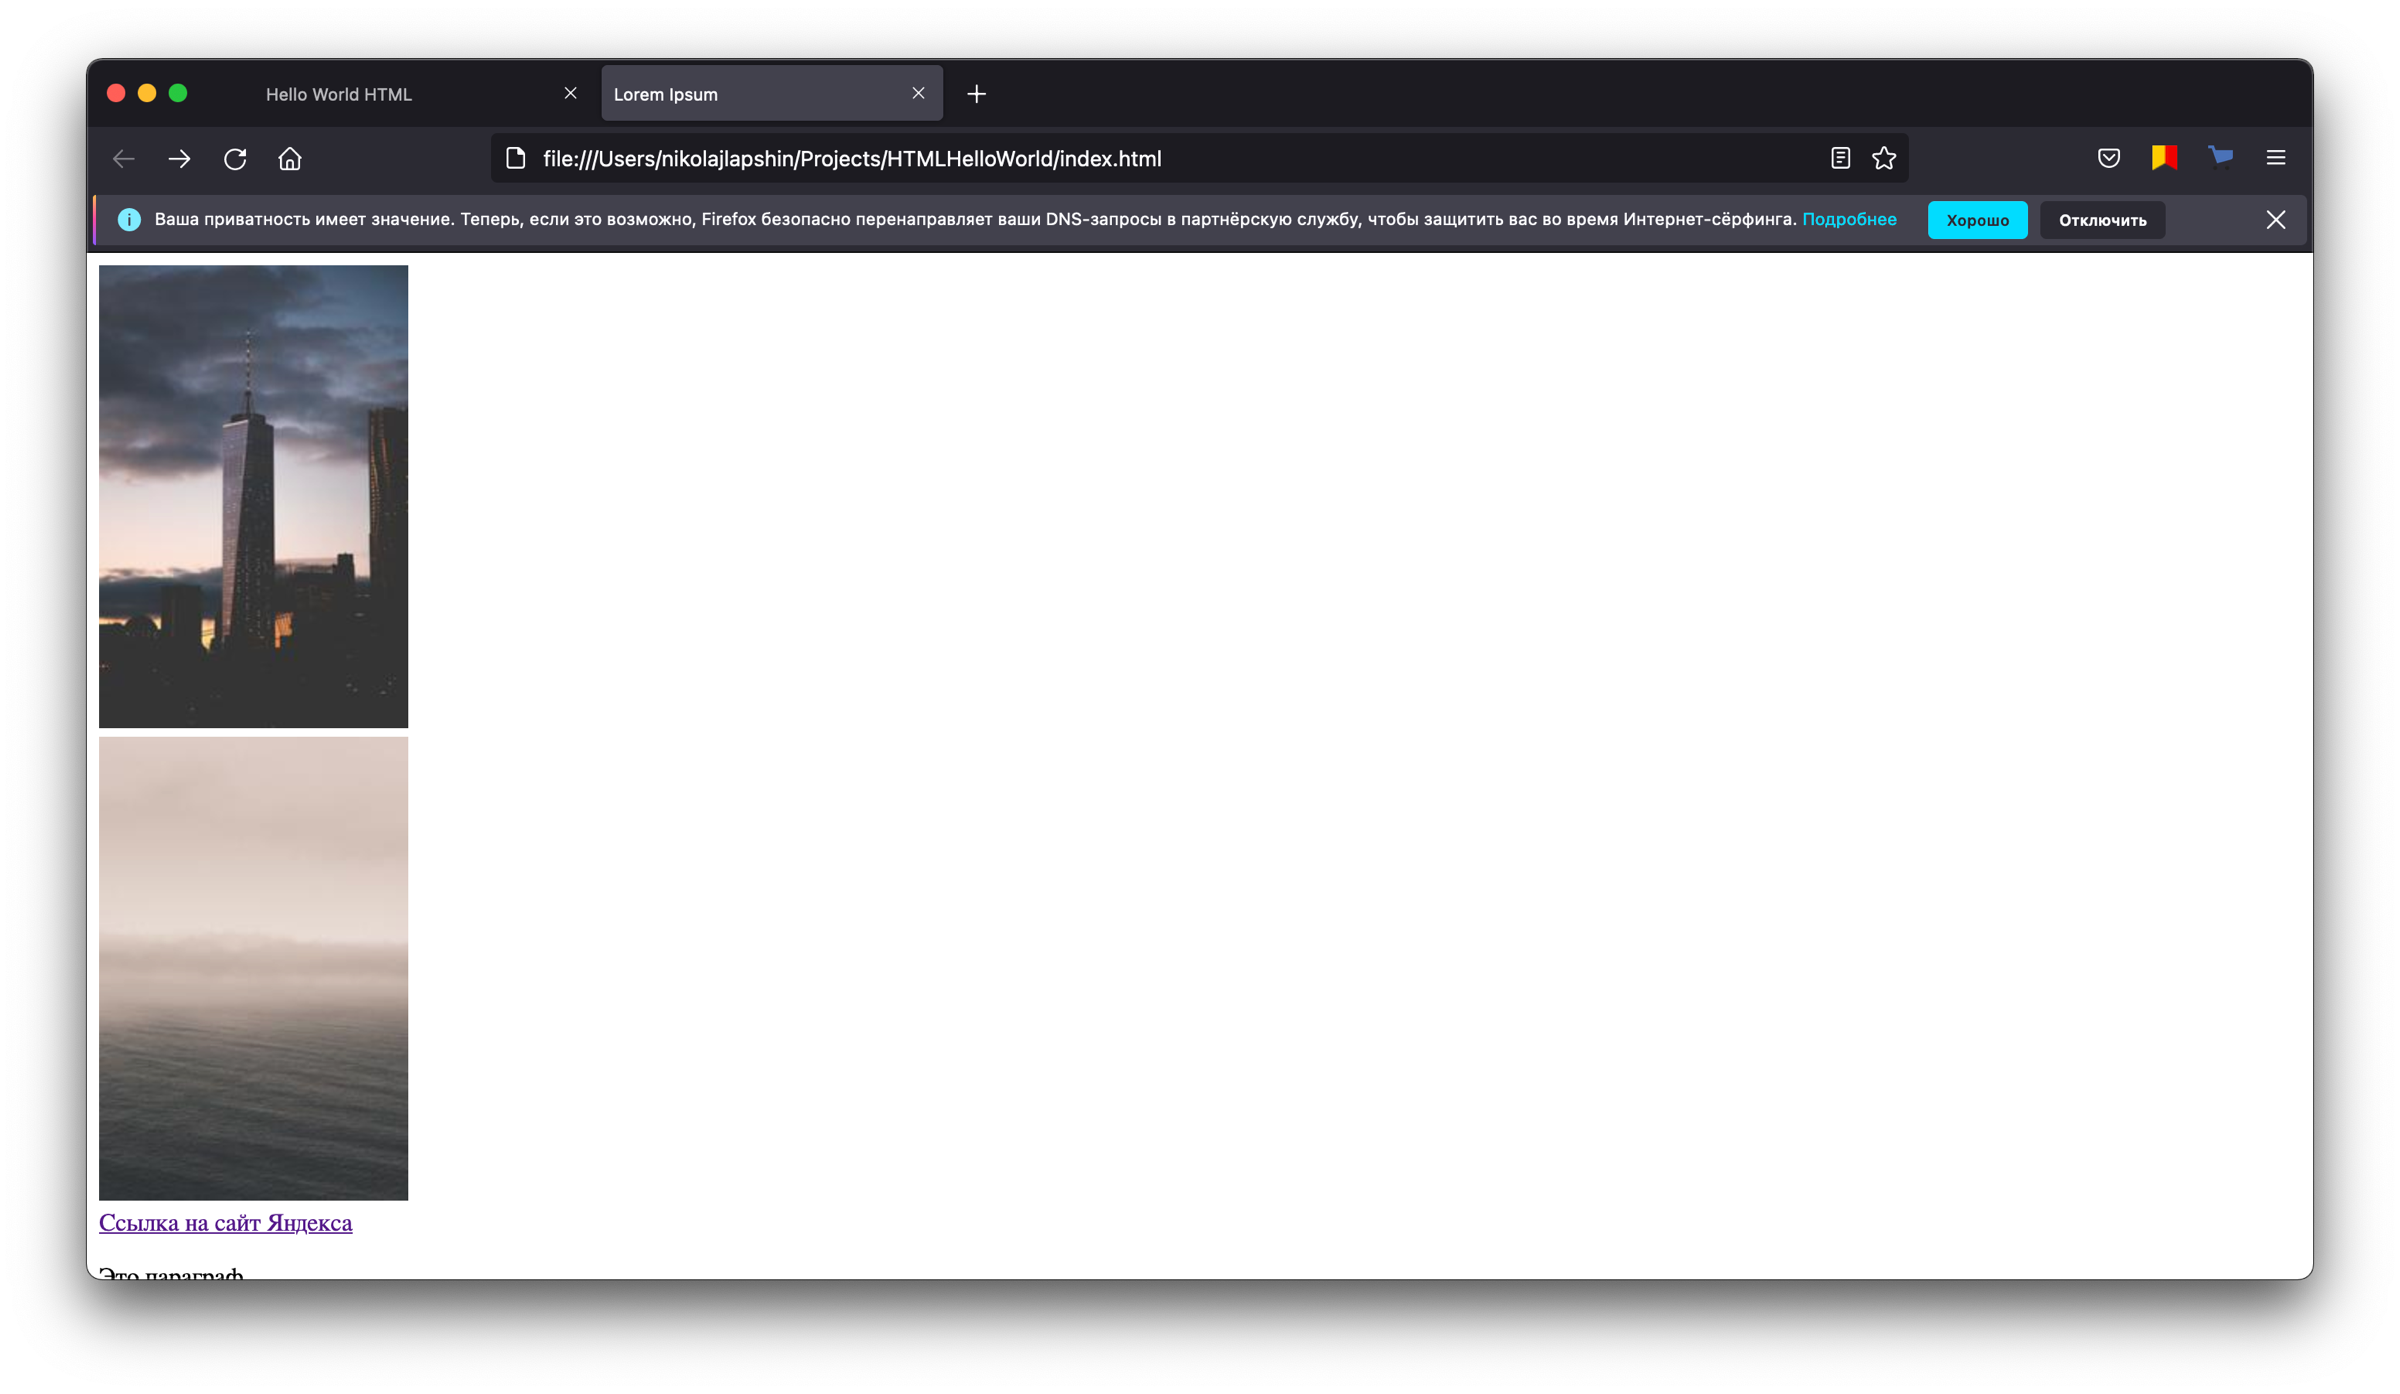 Hello World HTML
Lorem Ipsum
file:///Users/nikolajlapshin/Projects/HTMLHelloWorld/index.html
Ваша приватность имеет значение. Теперь, если это возможно, Firefox безопасно перенаправляет ваши DNS-запросы в партнёрскую службу, чтобы защитить вас во время Интернет-сёрфинга. Подробнее
Хорошо
Отключить
Ссылка на сайт Яндекса
Это параграф